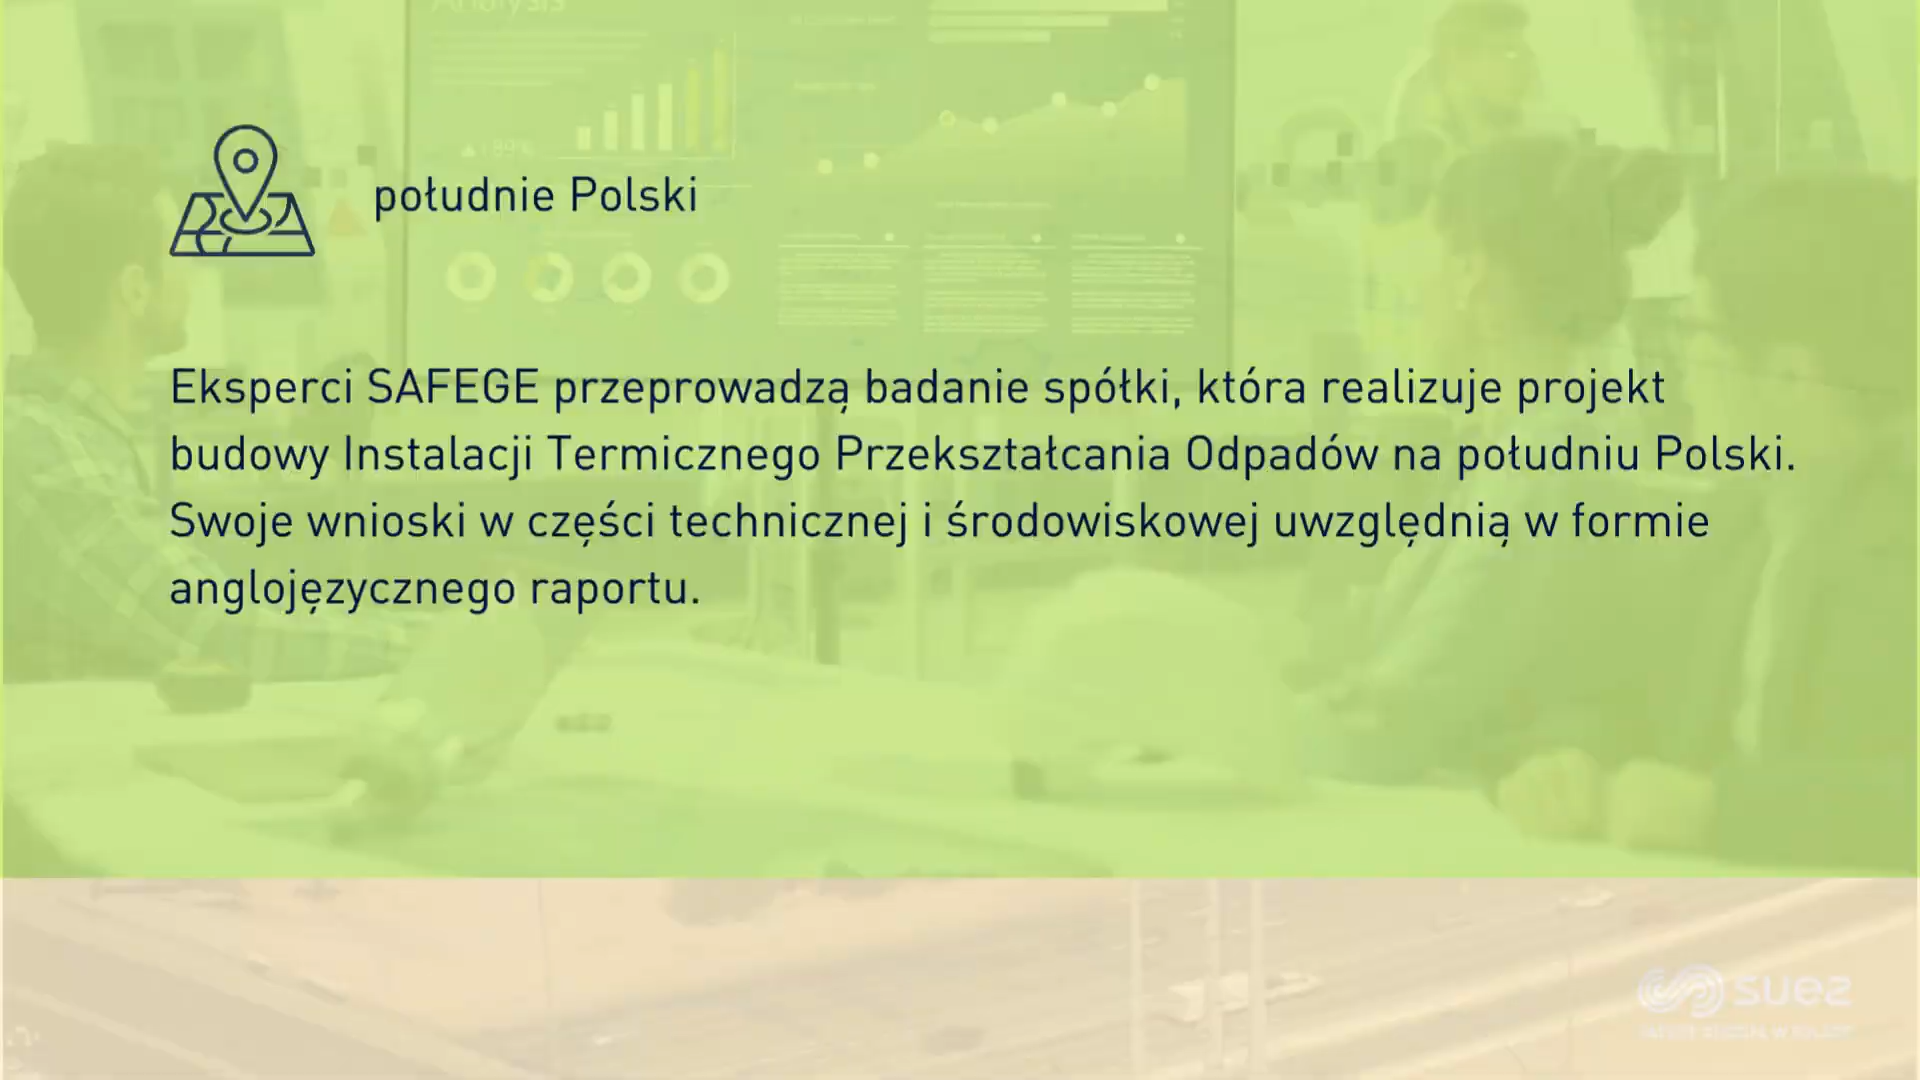 Analysis
południe Polski
Eksperci SAFEGE przeprowadzą badanie spółki, która realizuje projekt
budowy Instalacji Termicznego Przekształcania Odpadów na południu Polski.
Swoje wnioski w części technicznej i środowiskowej uwzględnią w formie
anglojęzycznego raportu.
suez